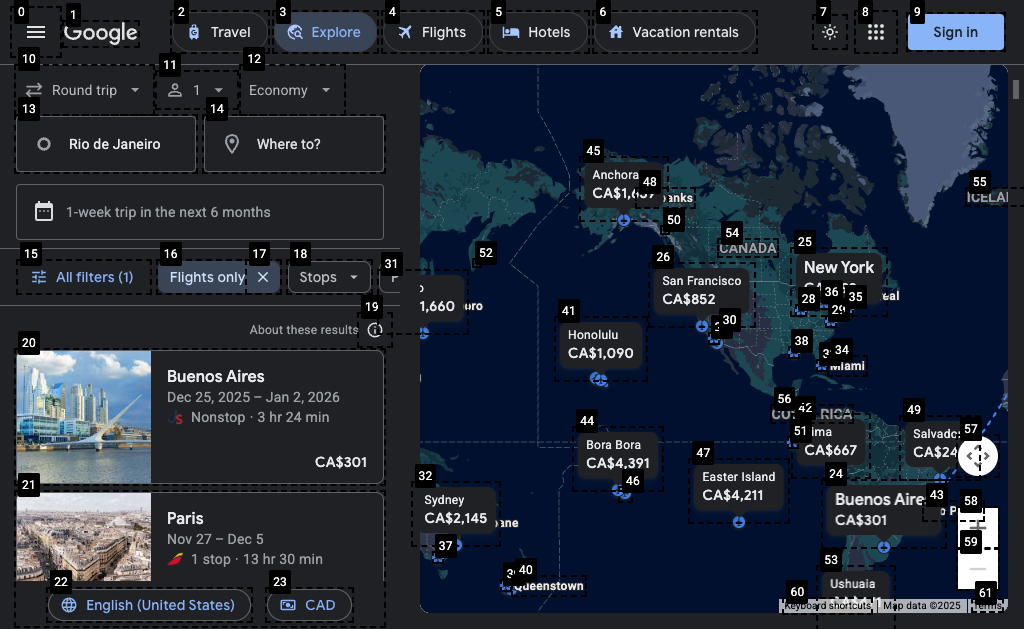 0
1
2
3
4
5
6
7
8
9
Google
Travel
Explore
Flights
Hotels
Vacation rentals
Sign in
10
11
12
Round trip
1
Economy
13
14
Rio de Janeiro
Where to?
1-week trip in the next 6 months
15
16
17
18
31
All filters (1)
Flights only
Stops
19
About these results
20
Buenos Aires
Dec 25, 2025 – Jan 2, 2026
Nonstop · 3 hr 24 min
CA$301
21
Paris
Nov 27 – Dec 5
1 stop · 13 hr 30 min
22
23
English (United States)
CAD
45
Anchora
48
CA$1,6
anks
50
55
ICELA
54
CANADA
52
26
25
San Francisco
CA$852
New York
28
36
35
29
eal
1,660
oro
41
30
Honolulu
CA$1,090
38
34
Miami
56
42
RICA
51
ima
CA$667
49
Salvado
CA$24
57
44
Bora Bora
CA$4,391
46
47
Easter Island
CA$4,211
24
Buenos Aire
CA$301
43
58
59
32
Sydney
CA$2,145
ane
37
40
Queenstown
53
Ushuaia
60
61
Keyboard shortcuts
Map data ©2025
Terms